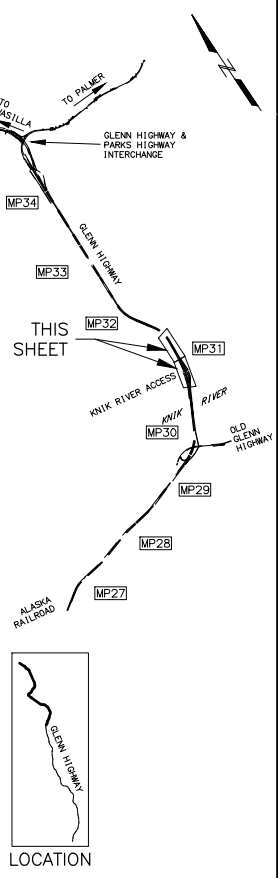 TO PALMER
TO
WASILLA
GLENN HIGHWAY &
PARKS HIGHWAY
INTERCHANGE
MP34
GLENN HIGHWAY
MP33
MP32
THIS
SHEET
MP31
KNIK RIVER ACCESS
KNIK RIVER
MP30
OLD
GLENN
HIGHWAY
MP29
MP28
MP27
ALASKA
RAILROAD
GLENN HIGHWAY
LOCATION
N